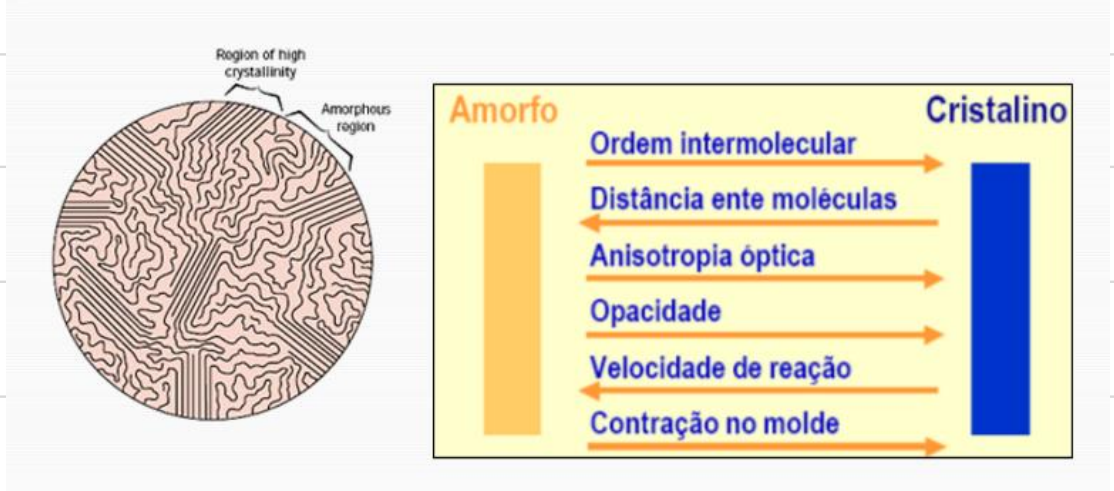 Region of high
crystallinity
Amorphous
region
Amorfo
Cristalino
Ordem intermolecular
Distância ente moléculas
Anisotropia óptica
Opacidade
Velocidade de reação
Contração no molde